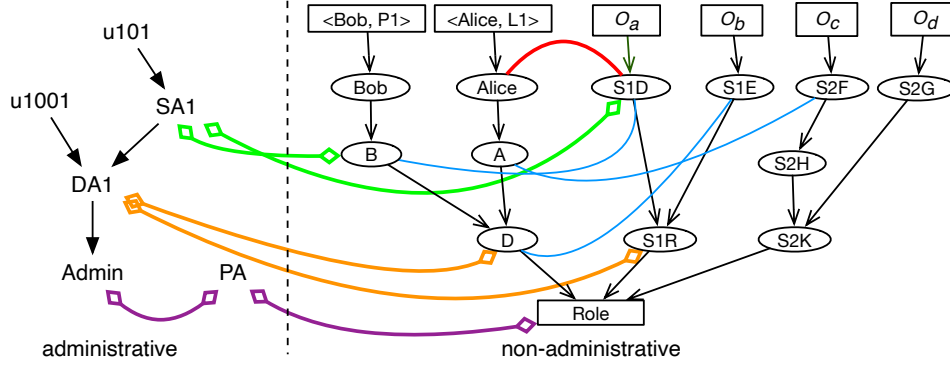 <Bob, P1>
<Alice, L1>
Oa
Ob
Oc
Od
u101
Bob
Alice
S1D
S1E
S2F
S2G
u1001
SA1
B
A
S2H
DA1
D
S1R
S2K
Admin
PA
Role
administrative
non-administrative